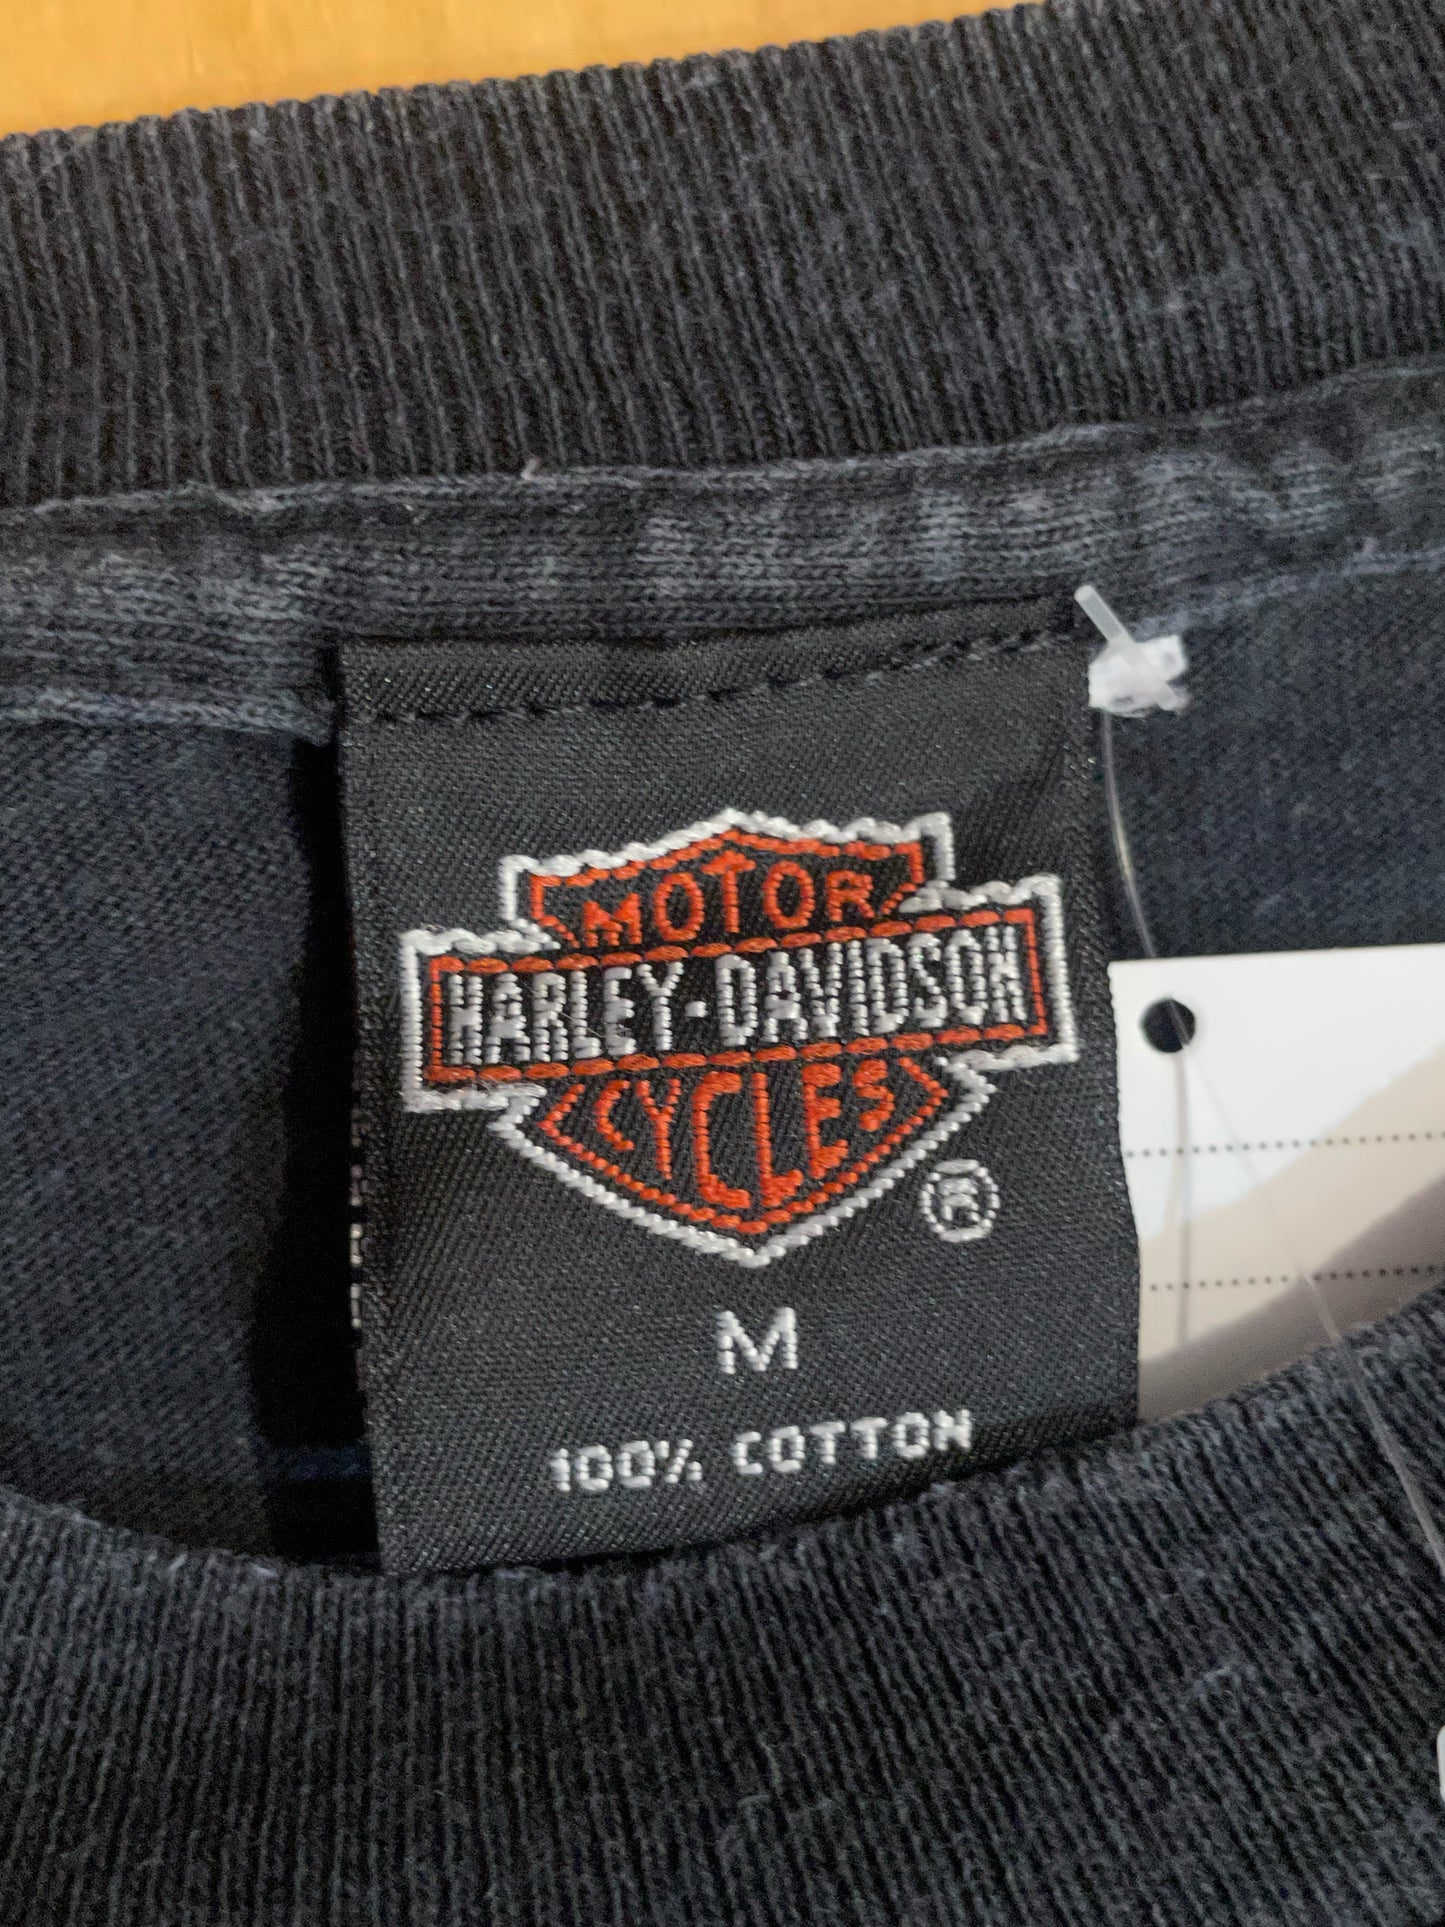 MOTOR
HARLEY-DAVIDSON
CYCLES
®
M
100% COTTON